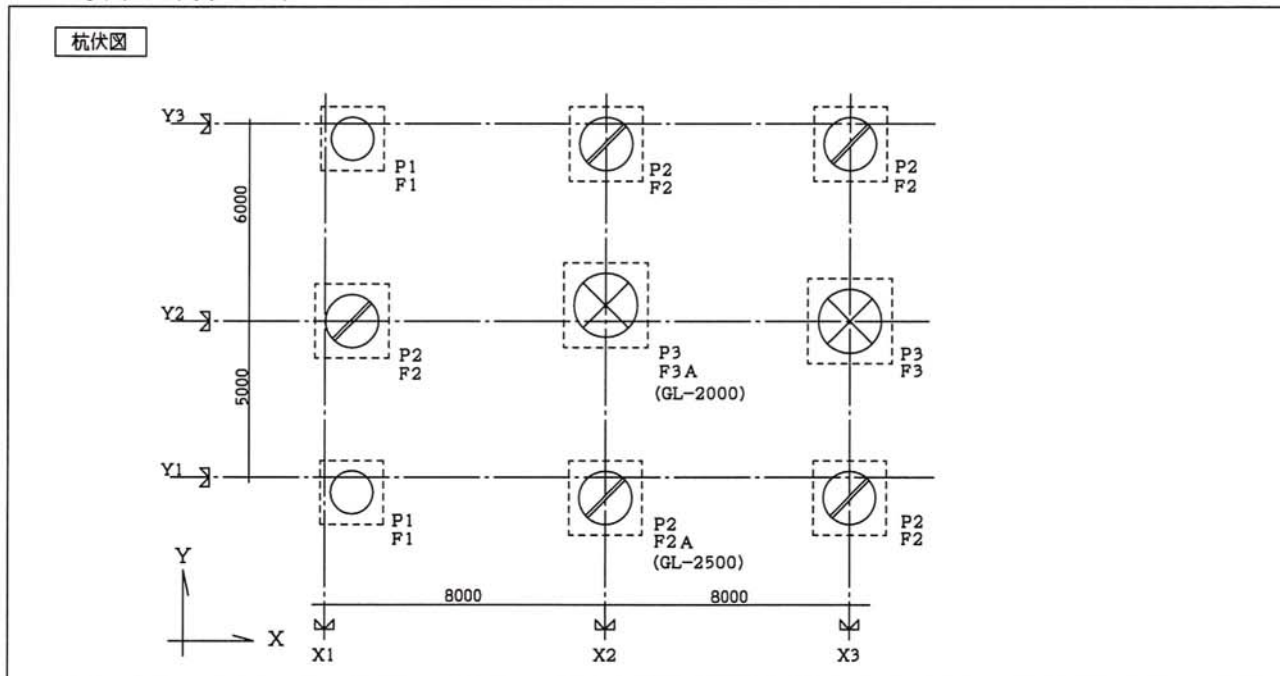 杭伏図
Y3
P1
F1
P2
F2
P2
F2
6000
Y2
P2
F2
P3
F3A
(GL-2000)
P3
F3
5000
Y1
P1
F1
P2
F2A
(GL-2500)
P2
F2
Y
X
8000
8000
X1
X2
X3